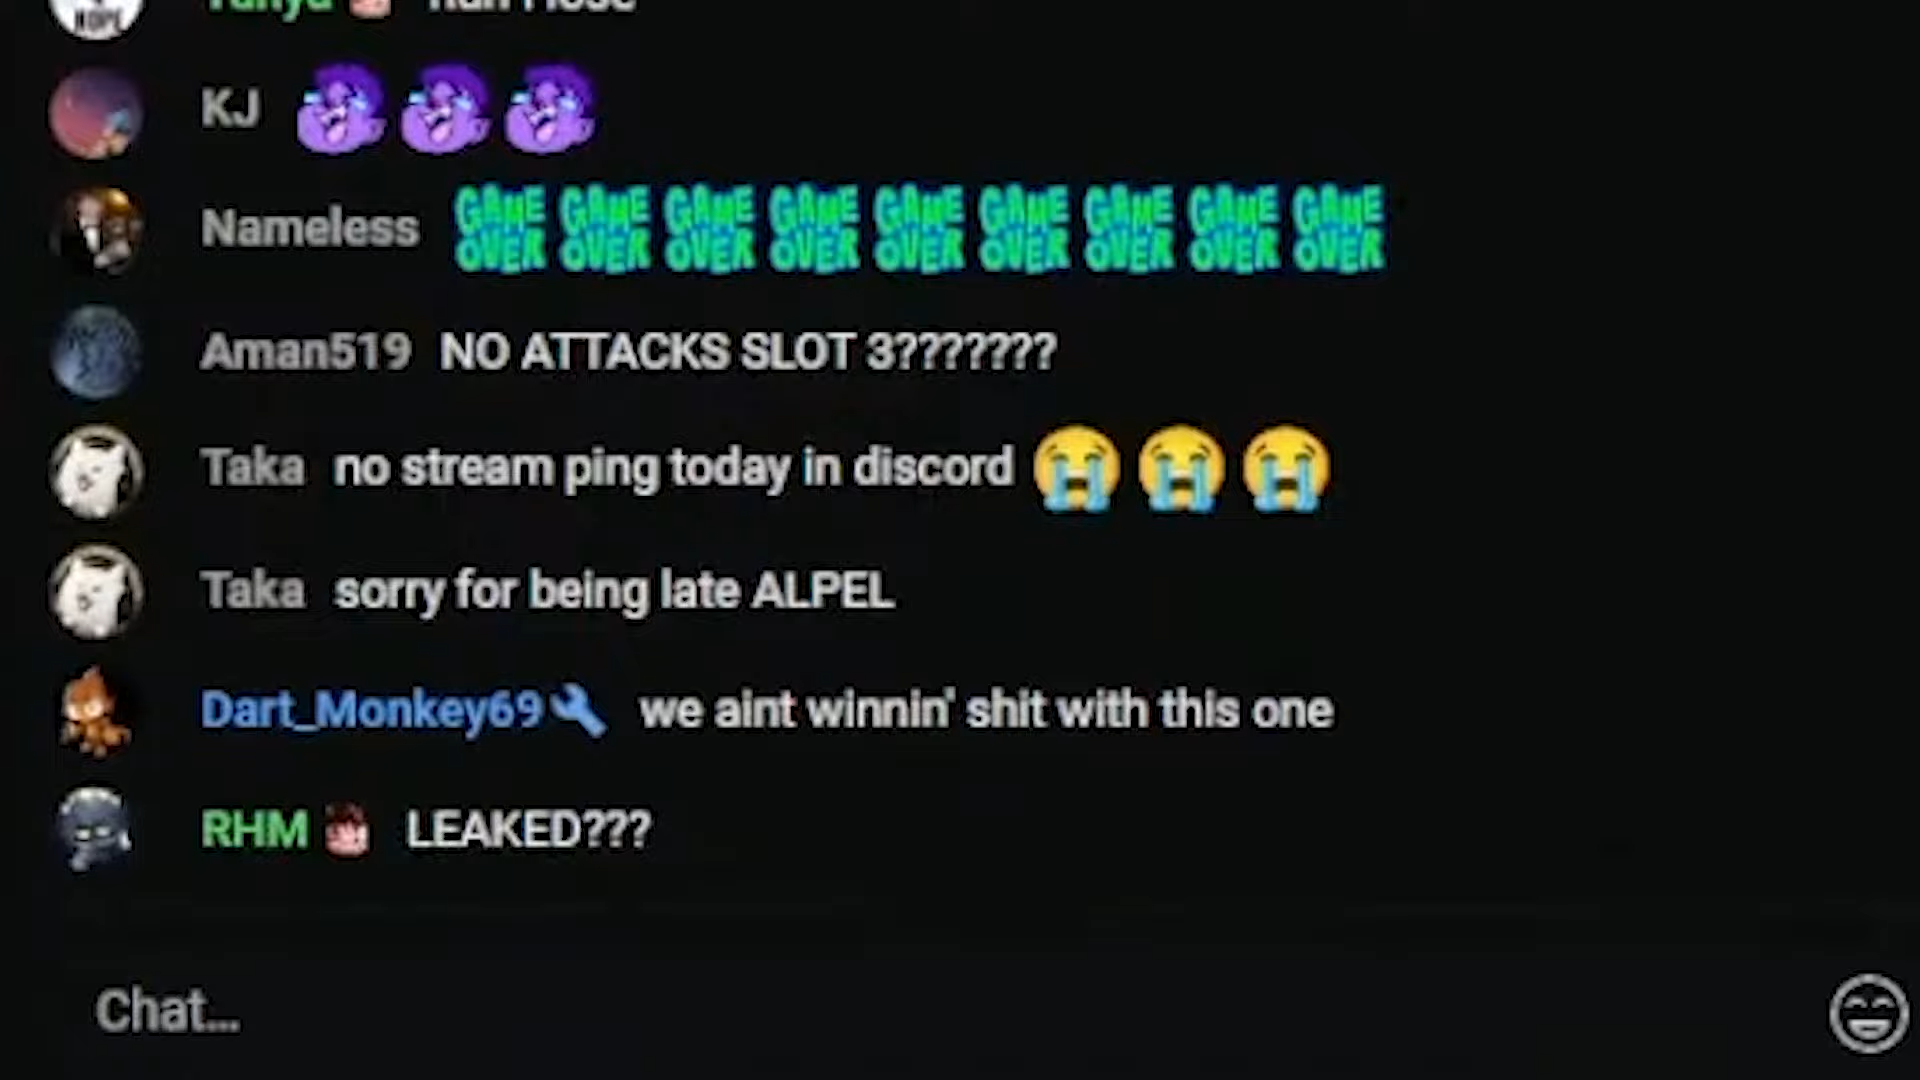 NOPE
KJ
Nameless GAME OVER GAME OVER GAME OVER GAME OVER GAME OVER GAME OVER GAME OVER GAME OVER GAME OVER
Aman519 NO ATTACKS SLOT 3???????
Taka no stream ping today in discord 😭😭😭
Taka sorry for being late ALPEL
Dart_Monkey69 we aint winnin' shit with this one
RHM LEAKED???
Chat...